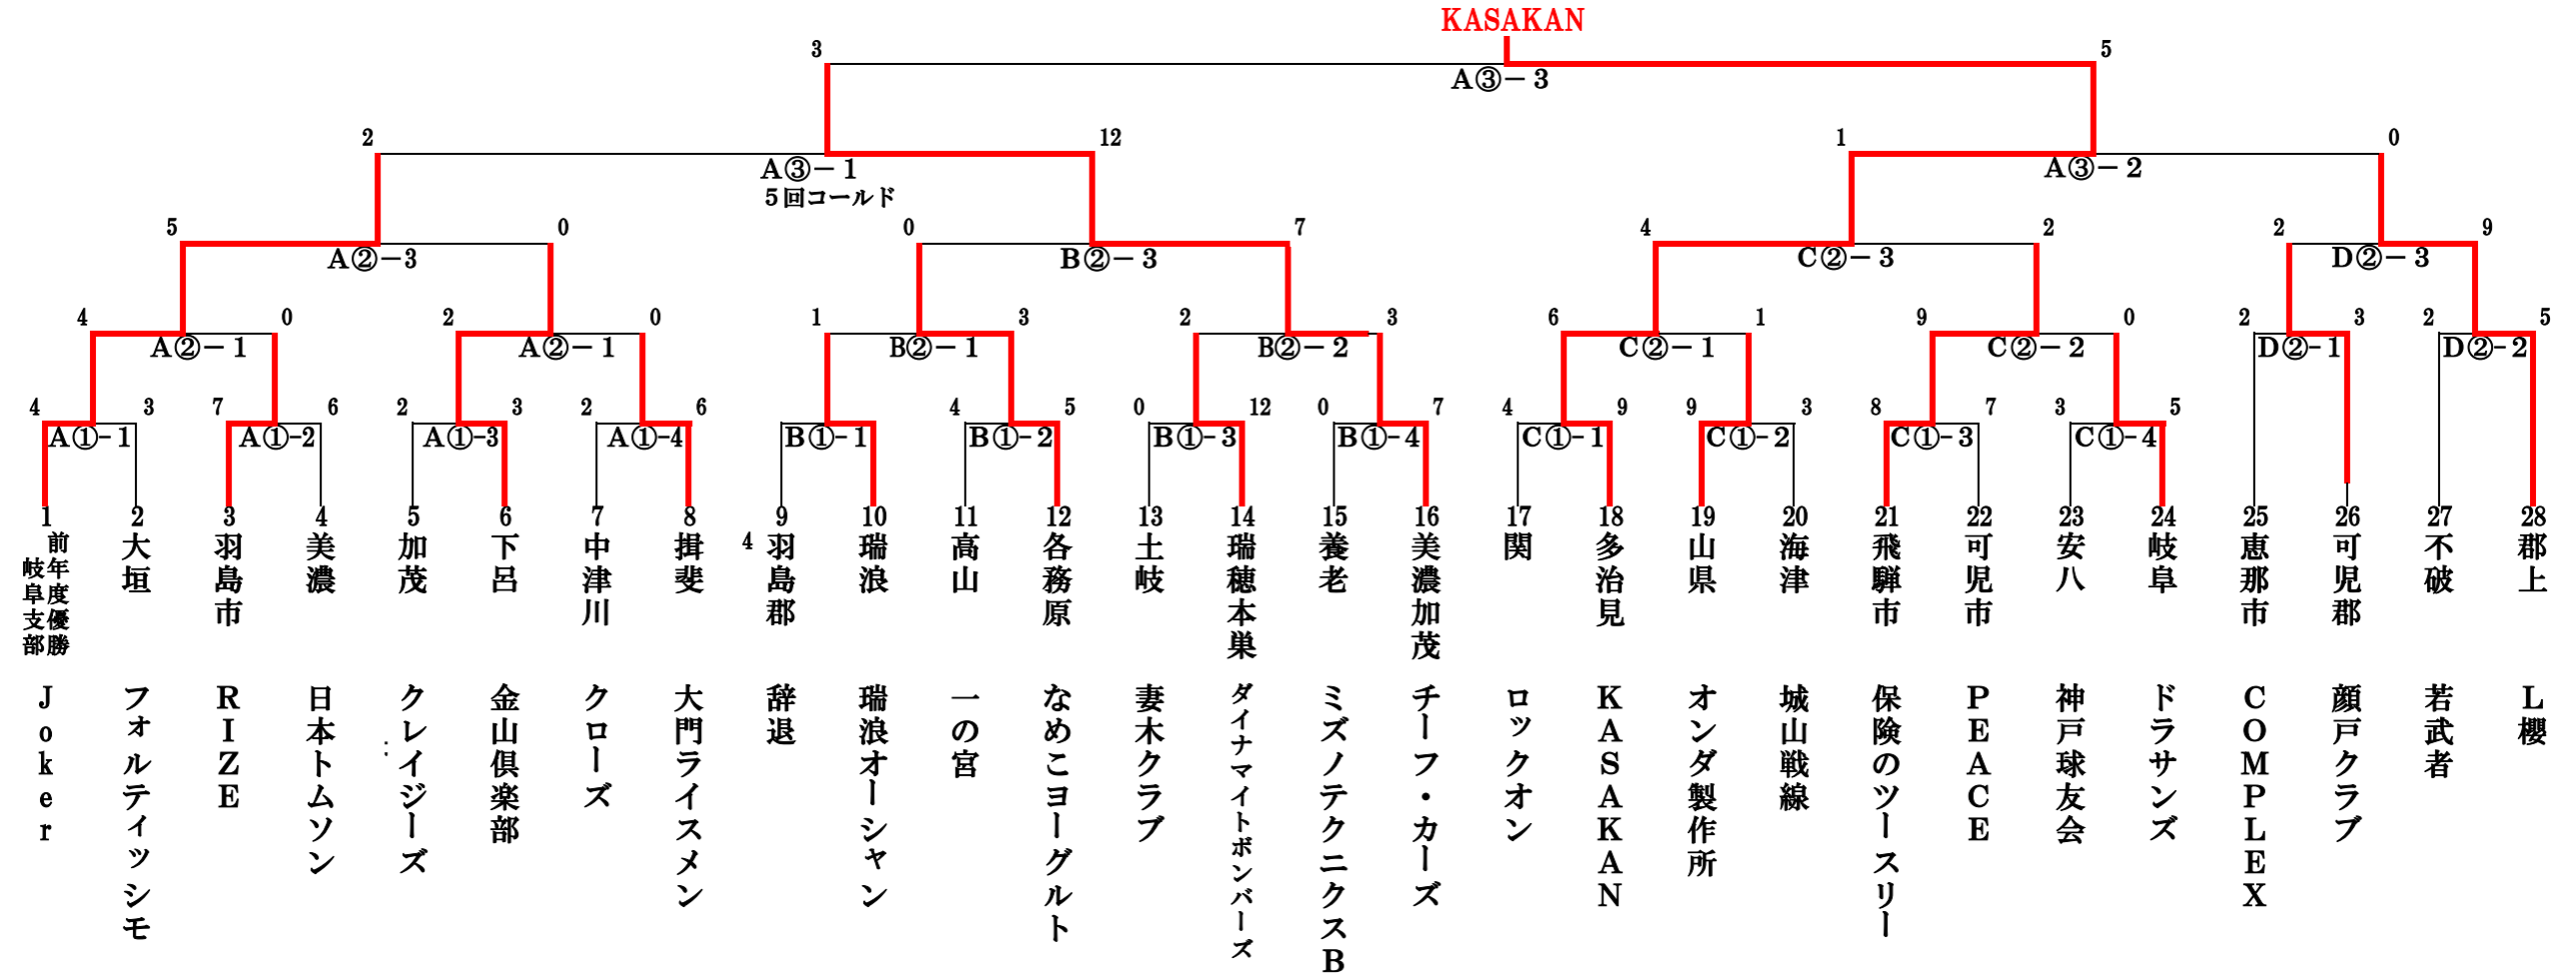 KASAKAN
3 5
A③－3
2 12 1 0
A③－1 A③－2
５回コールド
5 0 0 7 4 2 2 9
A②－3 B②－3 C②－3 D②－3
4 0 2 0 1 3 2 3 6 1 9 0 2 3 2 5
A②－1 A②－1 B②－1 B②－2 C②－1 C②－2 D②-1 D②-2
4 3 7 6 2 3 2 6 4 5 0 12 0 7 4 9 9 3 8 7 3 5
A①-1 A①-2 A①-3 A①-4 B①-1 B①-2 B①-3 B①-4 C①-1 C①-2 C①-3 C①-4
1 2 3 4 5 6 7 8 9 10 11 12 13 14 15 16 17 18 19 20 21 22 23 24 25 26 27 28
前年度優勝
岐阜支部
大垣
羽島市
美濃
加茂
下呂
中津川
揖斐
4
羽島郡
瑞浪
高山
各務原
土岐
瑞穂本巣
養老
美濃加茂
関
多治見
山県
海津
飛騨市
可児市
安八
岐阜
恵那市
可児郡
不破
郡上
Joker
フォルティッシモ
RIZE
日本トムソン
クレイジーズ
金山倶楽部
クローズ
大門ライスメン
辞退
瑞浪オーシャン
一の宮
なめこヨーグルト
妻木クラブ
ダイナマイトボンバーズ
ミズノテクニクスB
チーフ・カーズ
ロックオン
KASAKAN
オンダ製作所
城山戦線
保険のツースリー
PEACE
神戸球友会
ドラサンズ
COMPLEX
顔戸クラブ
若武者
L櫻